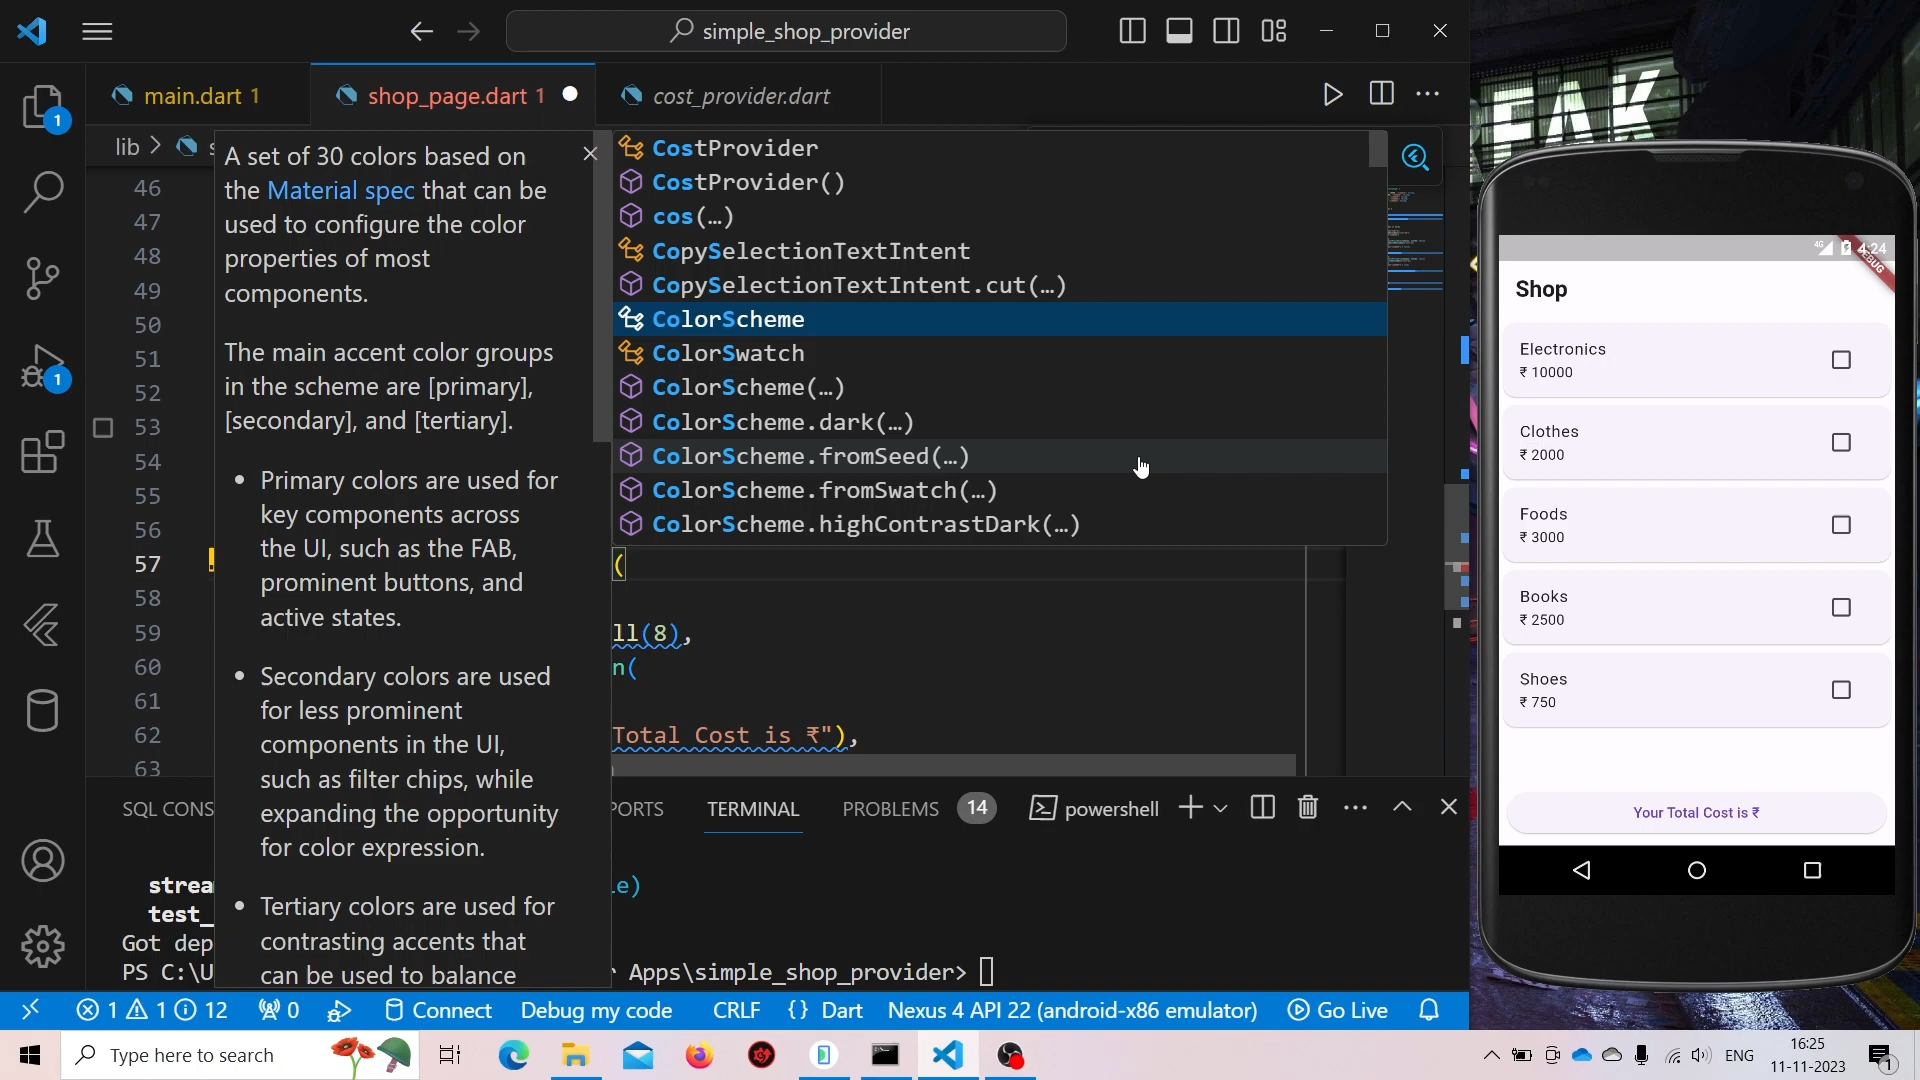 simple_shop_provider
main.dart 1
shop_page.dart 1
cost_provider.dart
lib
46
47
48
49
50
51
52
53
54
55
56
57
58
59
60
61
62
63
A set of 30 colors based on
the Material spec that can be
used to configure the color
properties of most
components.
The main accent color groups
in the scheme are [primary],
[secondary], and [tertiary].
• Primary colors are used for
key components across
the UI, such as the FAB,
prominent buttons, and
active states.
• Secondary colors are used
for less prominent
components in the UI,
such as filter chips, while
expanding the opportunity
for color expression.
• Tertiary colors are used for
contrasting accents that
can be used to balance
CostProvider
CostProvider()
cos(…)
CopySelectionTextIntent
CopySelectionTextIntent.cut(…)
ColorScheme
ColorSwatch
ColorScheme(…)
ColorScheme.dark(…)
ColorScheme.fromSeed(…)
ColorScheme.fromSwatch(…)
ColorScheme.highContrastDark(…)
(
ll(8),
n(
Total Cost is ₹"),
SQL CONS
PORTS
TERMINAL
PROBLEMS 14
powershell
strea
le)
test_
Got dep
PS C:\U
r Apps\simple_shop_provider>
1 1 12
0
Connect
Debug my code
CRLF
{} Dart
Nexus 4 API 22 (android-x86 emulator)
Go Live
4G
4:24
DEBUG
Shop
Electronics
₹ 10000
Clothes
₹ 2000
Foods
₹ 3000
Books
₹ 2500
Shoes
₹ 750
Your Total Cost is ₹
Type here to search
ENG
16:25
11-11-2023
1